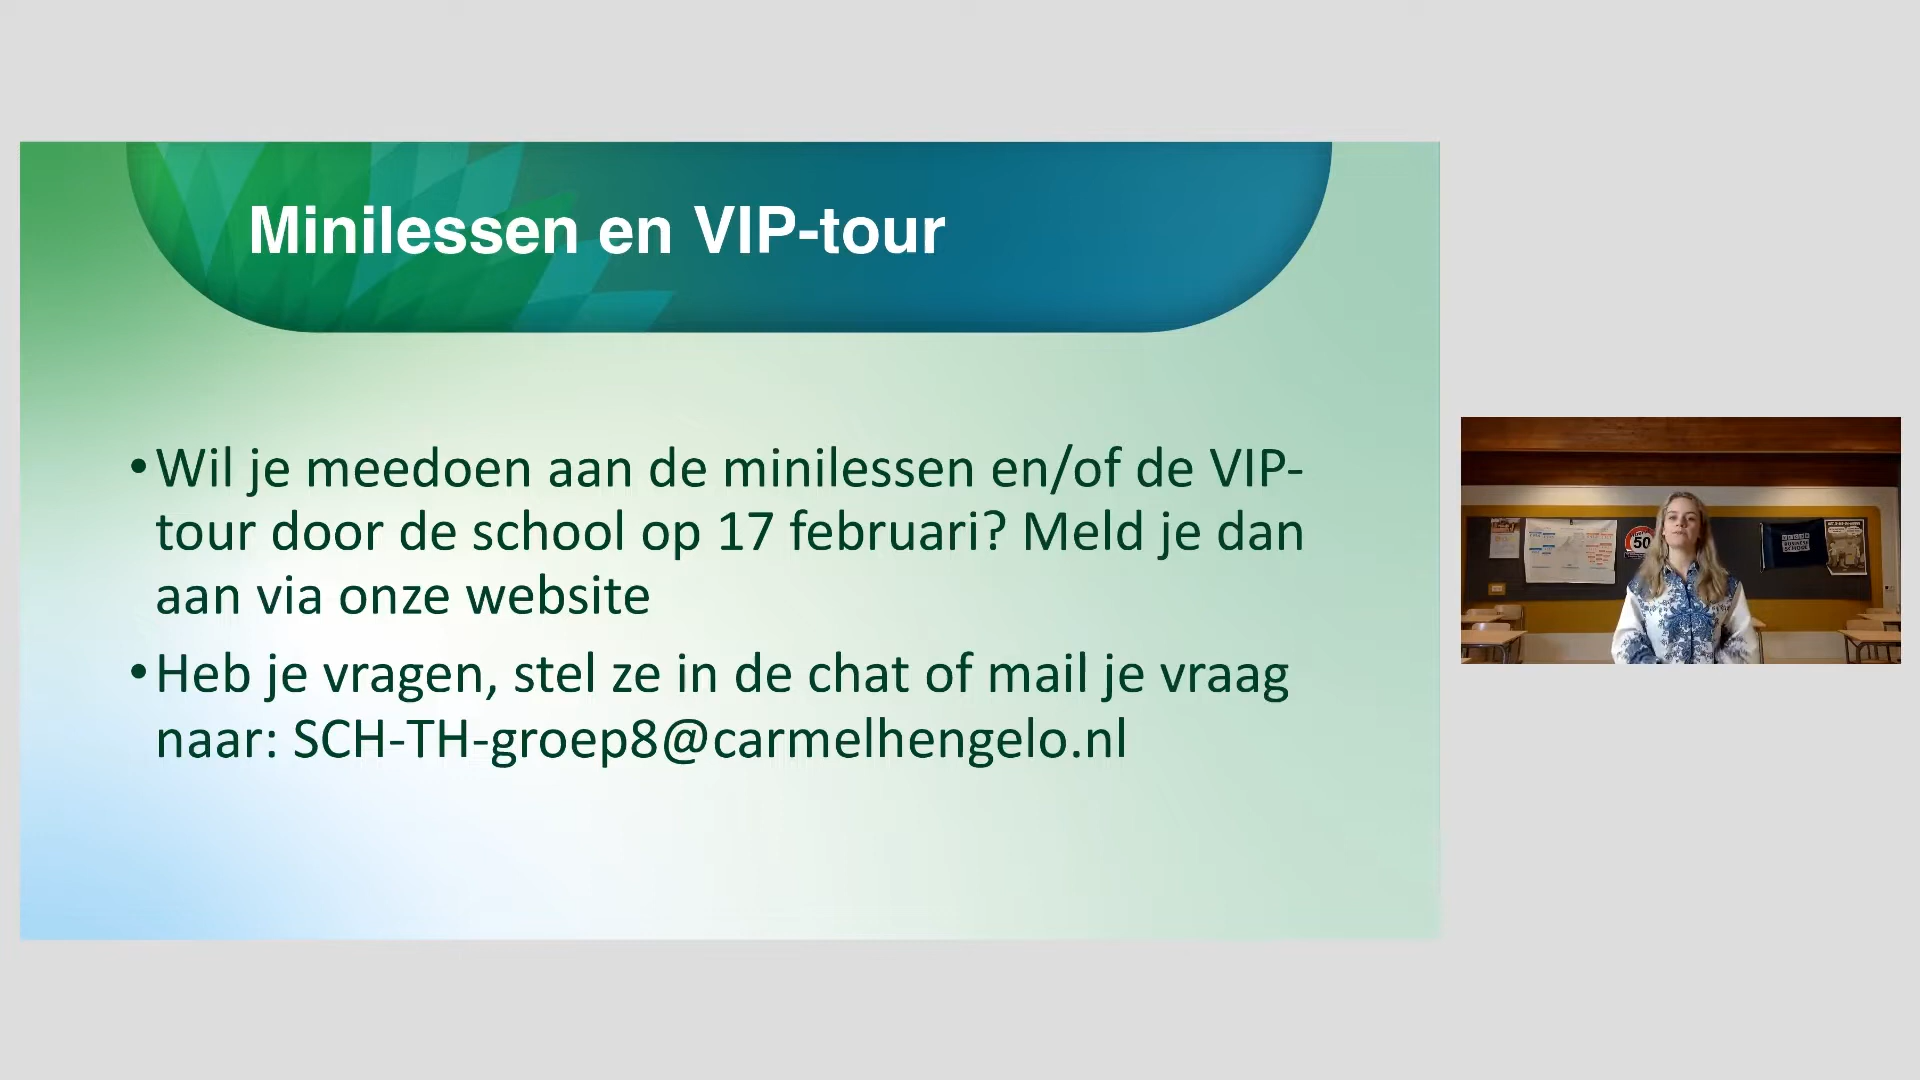 Minilessen en VIP-tour
•Wil je meedoen aan de minilessen en/of de VIP-
tour door de school op 17 februari? Meld je dan
aan via onze website
•Heb je vragen, stel ze in de chat of mail je vraag
naar: SCH-TH-groep8@carmelhengelo.nl
50